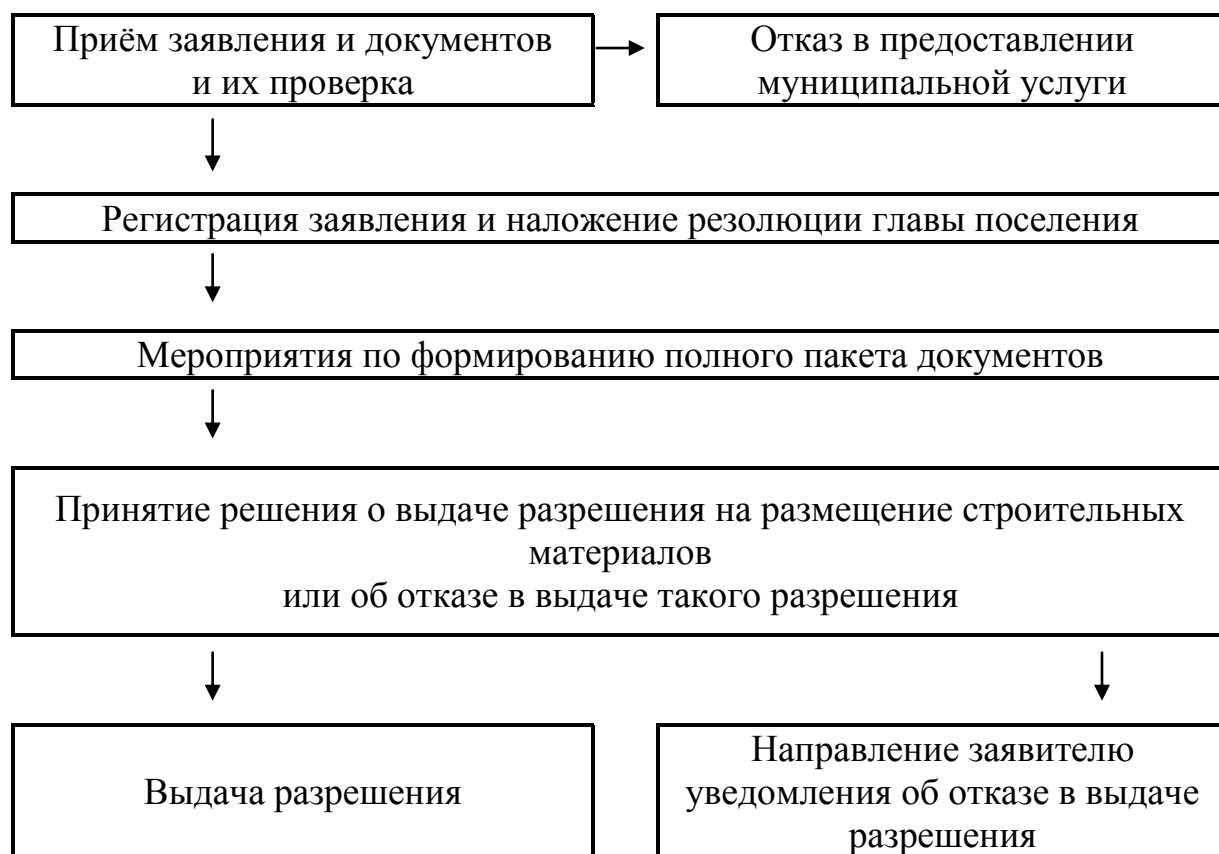 Приём заявления и документов
и их проверка
Отказ в предоставлении
муниципальной услуги
Регистрация заявления и наложение резолюции главы поселения
Мероприятия по формированию полного пакета документов
Принятие решения о выдаче разрешения на размещение строительных
материалов
или об отказе в выдаче такого разрешения
Выдача разрешения
Направление заявителю
уведомления об отказе в выдаче
разрешения